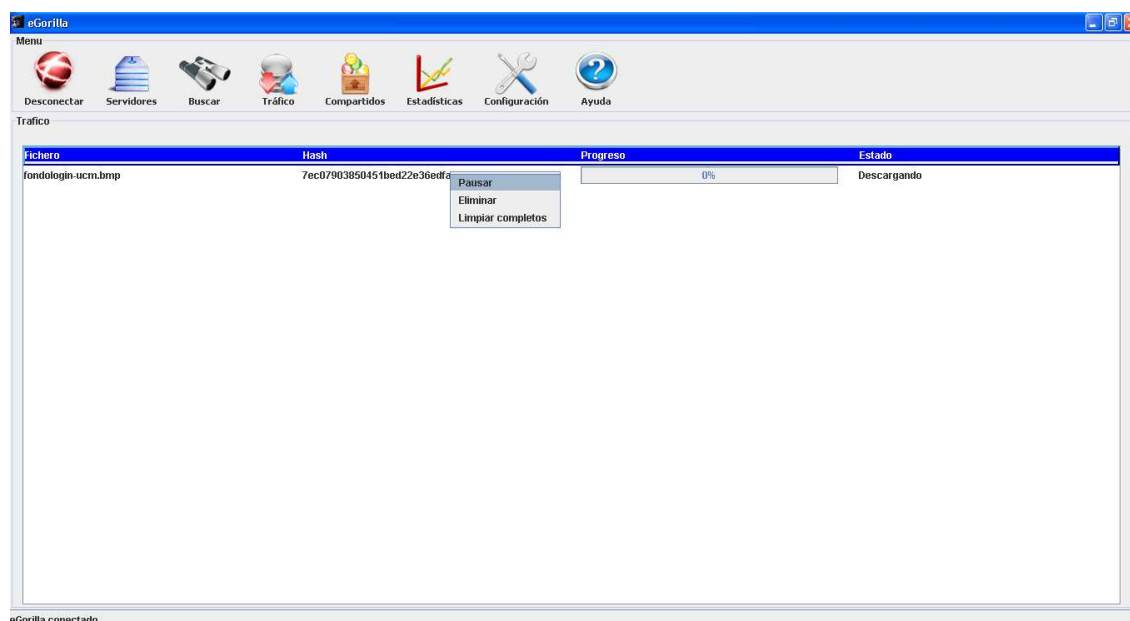 eGorilla
Menu
Desconectar Servidores Buscar Tráfico Compartidos Estadísticas Configuración Ayuda
Trafico
Fichero Hash Progreso Estado
fondologin-ucm.bmp 7ec07903850451bed22e36edfa 0% Descargando
Pausar
Eliminar
Limpiar completos
eGorilla conectado